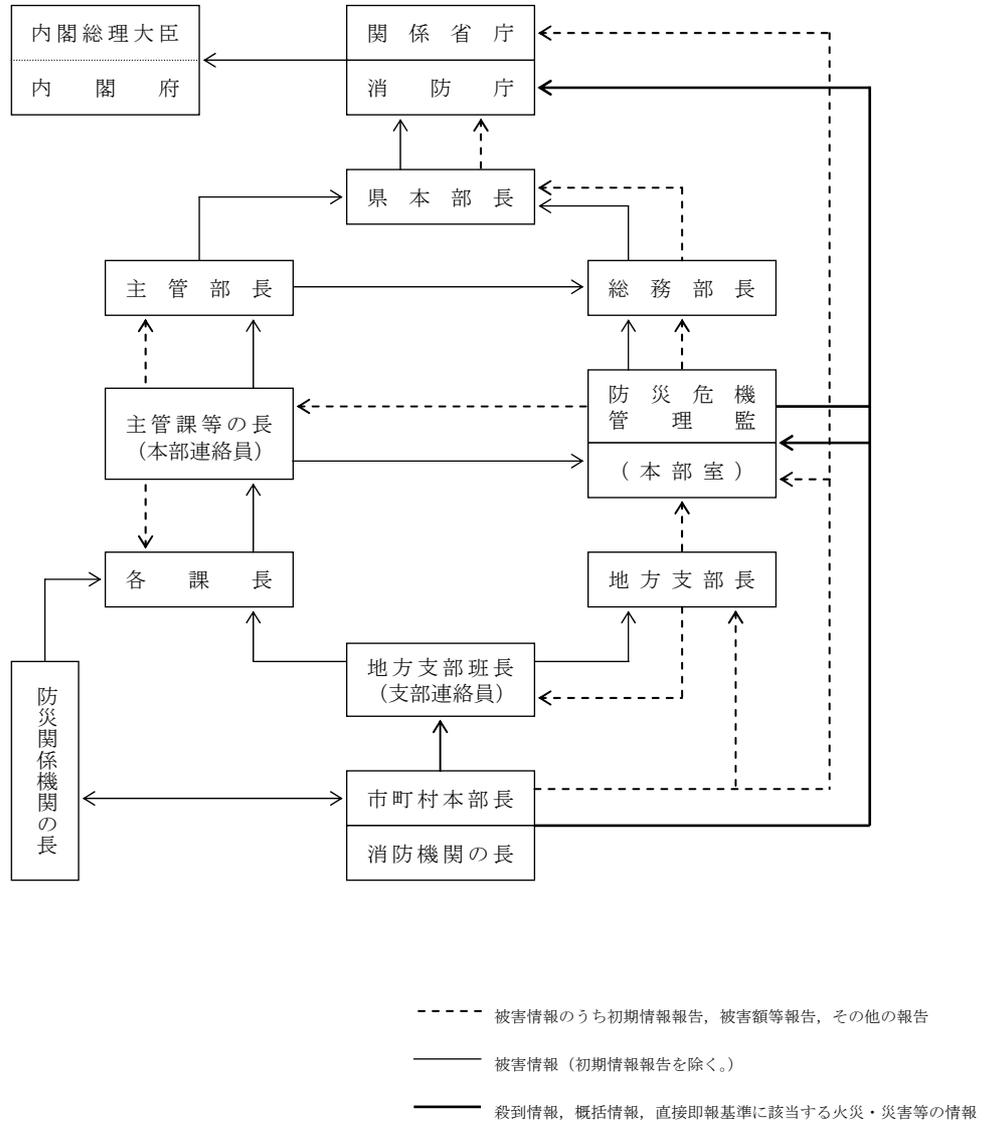 内閣総理大臣
内閣府
関係省庁
消防庁
県本部長
主管部長
総務部長
防災危機
管理監
(本部室)
主管課等の長
(本部連絡員)
各課長
地方支部長
地方支部班長
(支部連絡員)
防災関係機関の長
市町村本部長
消防機関の長
被害情報のうち初期情報報告，被害額等報告，その他の報告
被害情報（初期情報報告を除く。）
殺到情報，概括情報，直接即報基準に該当する火災・災害等の情報